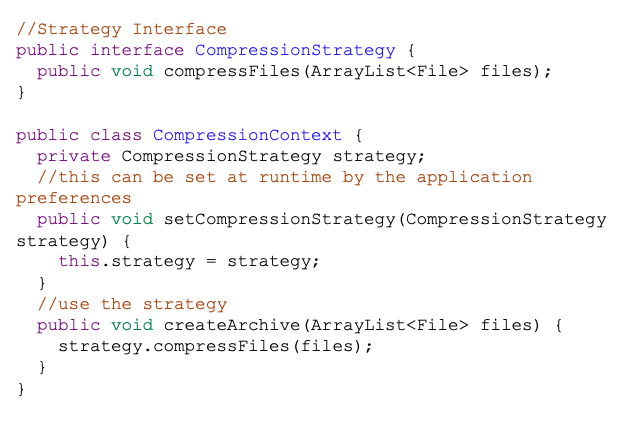 //Strategy Interface
public interface CompressionStrategy {
  public void compressFiles(ArrayList<File> files);
}

public class CompressionContext {
  private CompressionStrategy strategy;
  //this can be set at runtime by the application
preferences
  public void setCompressionStrategy(CompressionStrategy
strategy) {
    this.strategy = strategy;
  }
  //use the strategy
  public void createArchive(ArrayList<File> files) {
    strategy.compressFiles(files);
  }
}